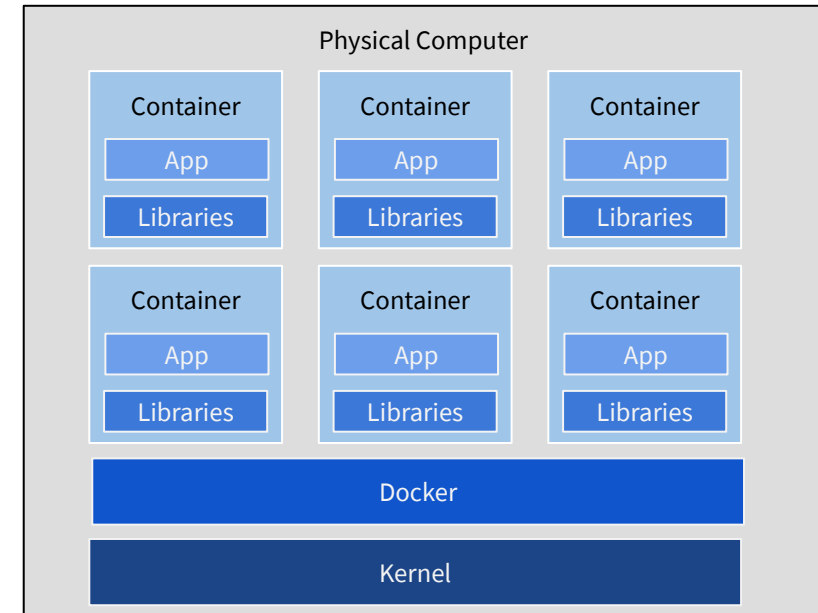 Physical Computer
Container Container Container
App App App
Libraries Libraries Libraries
Container Container Container
App App App
Libraries Libraries Libraries
Docker
Kernel